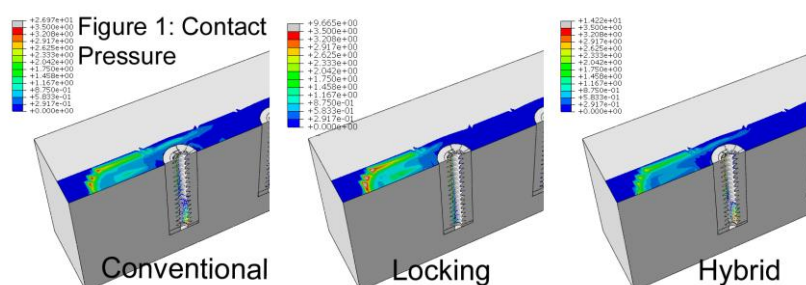 Figure 1: Contact
Pressure
+2.697e+01
+3.500e+00
+3.208e+00
+2.917e+00
+2.625e+00
+2.333e+00
+2.042e+00
+1.750e+00
+1.458e+00
+1.167e+00
+8.750e-01
+5.833e-01
+2.917e-01
+0.000e+00
+9.665e+00
+3.500e+00
+3.208e+00
+2.917e+00
+2.625e+00
+2.333e+00
+2.042e+00
+1.750e+00
+1.458e+00
+1.167e+00
+8.750e-01
+5.833e-01
+2.917e-01
+0.000e+00
+1.422e+01
+3.500e+00
+3.208e+00
+2.917e+00
+2.625e+00
+2.333e+00
+2.042e+00
+1.750e+00
+1.458e+00
+1.167e+00
+8.750e-01
+5.833e-01
+2.917e-01
+0.000e+00
Conventional
Locking
Hybrid